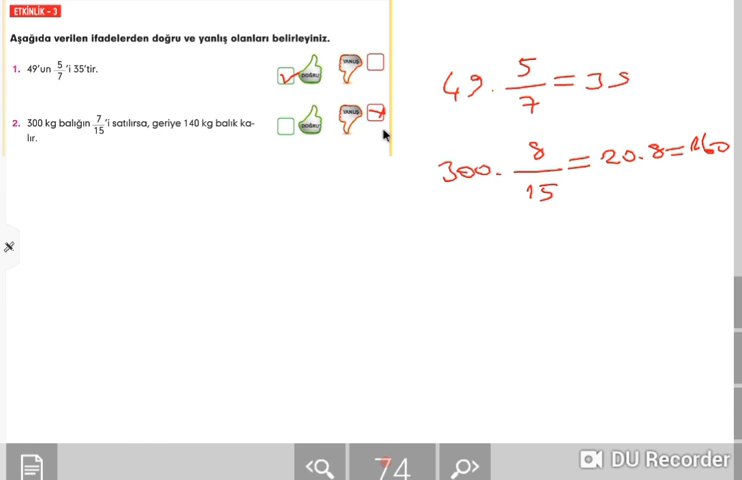 ETKİNLİK - 3
Aşağıda verilen ifadelerden doğru ve yanlış olanları belirleyiniz.
1. 49'un 5/7 'i 35'tir.
DOĞRU
YANLIŞ
2. 300 kg balığın 7/15 'i satılırsa, geriye 140 kg balık ka-
lır.
DOĞRU
YANLIŞ
49 . 5/7 = 35
300 . 8/15 = 20 . 8 = 160
74
DU Recorder